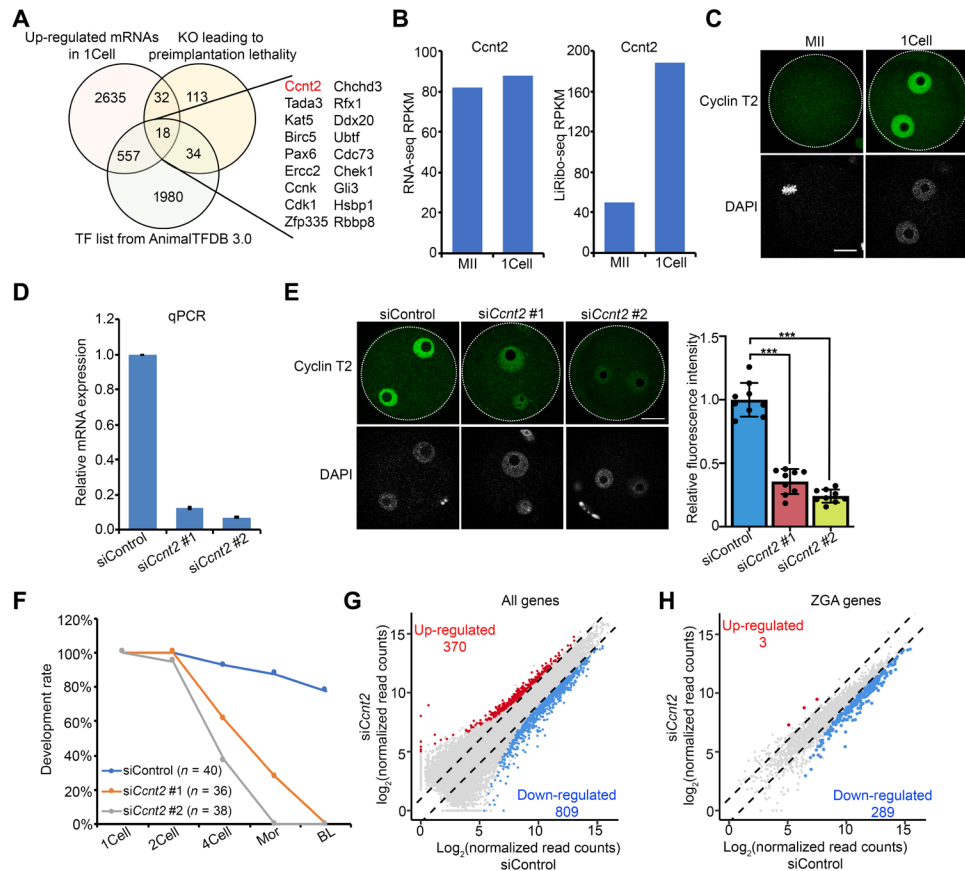 A
Up-regulated mRNAs
in 1Cell
KO leading to
preimplantation lethality
2635
32
113
18
557
34
1980
TF list from AnimalTFDB 3.0
Ccnt2 Chchd3
Tada3 Rfx1
Kat5 Ddx20
Birc5 Ubtf
Pax6 Cdc73
Ercc2 Chek1
Ccnk Gli3
Cdk1 Hsbp1
Zfp335 Rbbp8
B
Ccnt2
RNA-seq RPKM
100
80
60
40
20
0
MII 1Cell
Ccnt2
LiRibo-seq RPKM
200
160
120
80
40
0
MII 1Cell
C
MII 1Cell
Cyclin T2
DAPI
D
qPCR
Relative mRNA expression
1.2
1.0
0.8
0.6
0.4
0.2
0.0
siControl
siCcnt2 #1
siCcnt2 #2
E
siControl siCcnt2 #1 siCcnt2 #2
Cyclin T2
DAPI
Relative fluorescence intensity
1.5
1.0
0.5
0
***
***
siControl
siCcnt2 #1
siCcnt2 #2
F
Development rate
120%
100%
80%
60%
40%
20%
0%
siControl (n = 40)
siCcnt2 #1 (n = 36)
siCcnt2 #2 (n = 38)
1Cell
2Cell
4Cell
Mor
BL
G
All genes
Up-regulated
370
siCcnt2
log2(normalized read counts)
15
10
5
0
Down-regulated
809
0 5 10 15
Log2(normalized read counts)
siControl
H
ZGA genes
Up-regulated
3
siCcnt2
log2(normalized read counts)
15
10
5
0
Down-regulated
289
0 5 10 15
Log2(normalized read counts)
siControl